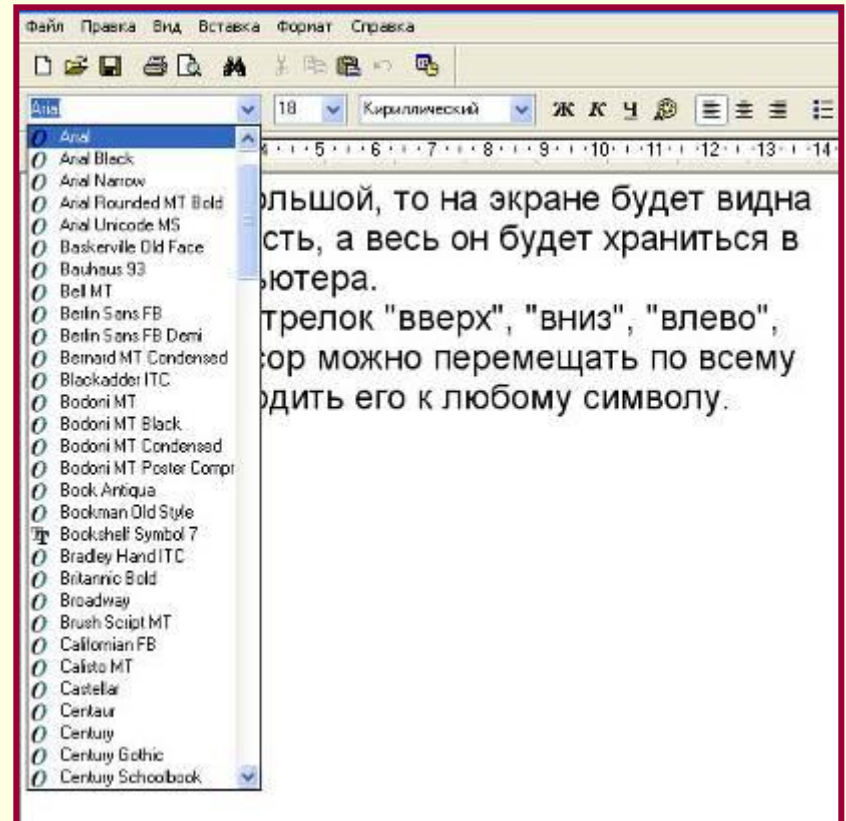 Файл Правка Вид Вставка Формат Справка
Arial 18 Кириллический Ж К Ч
4 5 6 7 8 9 10 11 12 13 14
Arial
Arial Black
Arial Narrow
Arial Rounded MT Bold
Arial Unicode MS
Baskerville Old Face
Bauhaus 93
Bell MT
Berlin Sans FB
Berlin Sans FB Demi
Bernard MT Condensed
Blackadder ITC
Bodoni MT
Bodoni MT Black
Bodoni MT Condensed
Bodoni MT Poster Compr
Book Antiqua
Bookman Old Style
Bookshelf Symbol 7
Bradley Hand ITC
Britannic Bold
Broadway
Brush Script MT
Californian FB
Calisto MT
Castellar
Centaur
Century
Century Gothic
Century Schoolbook
ольшой, то на экране будет видна
сть, а весь он будет храниться в
ьютера.
трелок "вверх", "вниз", "влево",
сор можно перемещать по всему
одить его к любому символу.